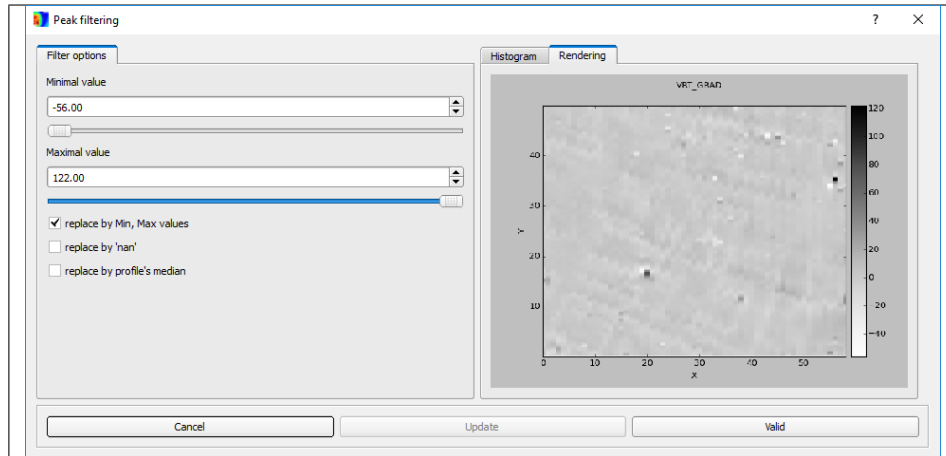 Peak filtering
? X
Filter options
Minimal value
-56.00
Maximal value
122.00
replace by Min, Max values
replace by 'nan'
replace by profile's median
Histogram Rendering
VRT_GRAD
120
100
80
60
40
20
0
-20
-40
40
30
20
10
Y
0 10 20 30 40 50
X
Cancel Update Valid